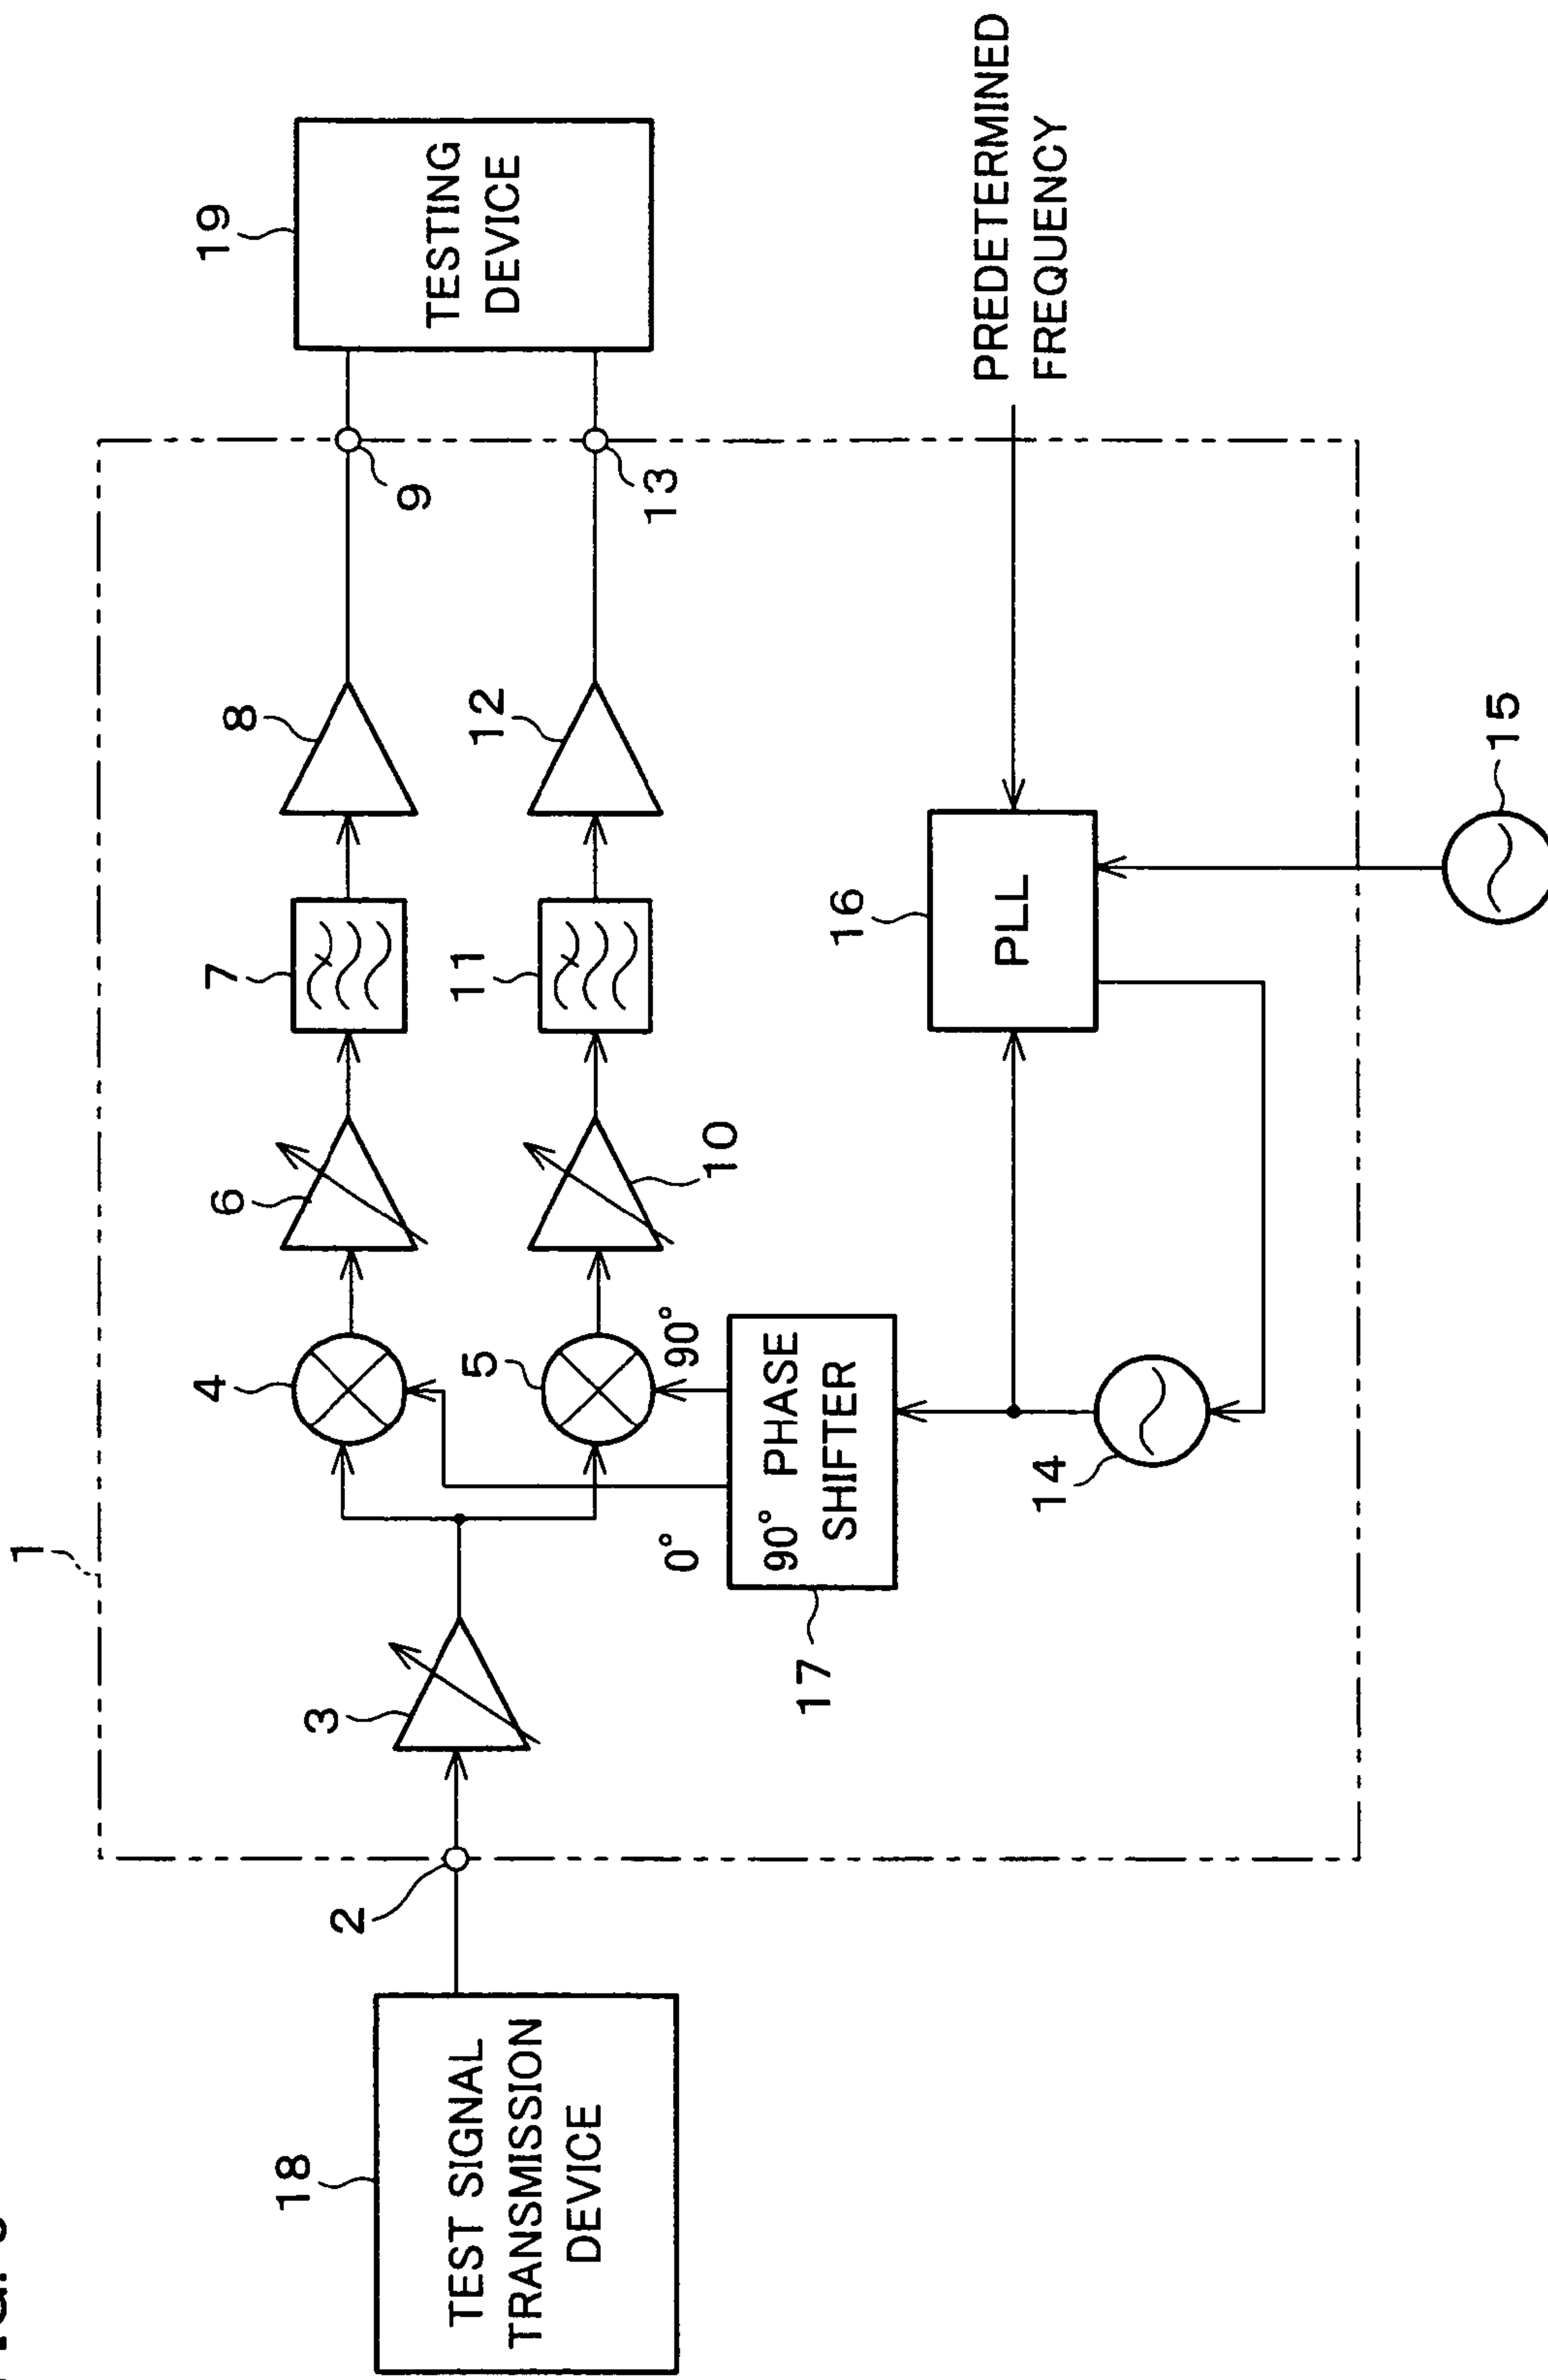 1
18
TEST SIGNAL
TRANSMISSION
DEVICE
2
3
4
5
6
7
8
9
10
11
12
13
19
TESTING
DEVICE
0°
90°
17
90° PHASE
SHIFTER
14
16
PLL
15
PREDETERMINED
FREQUENCY